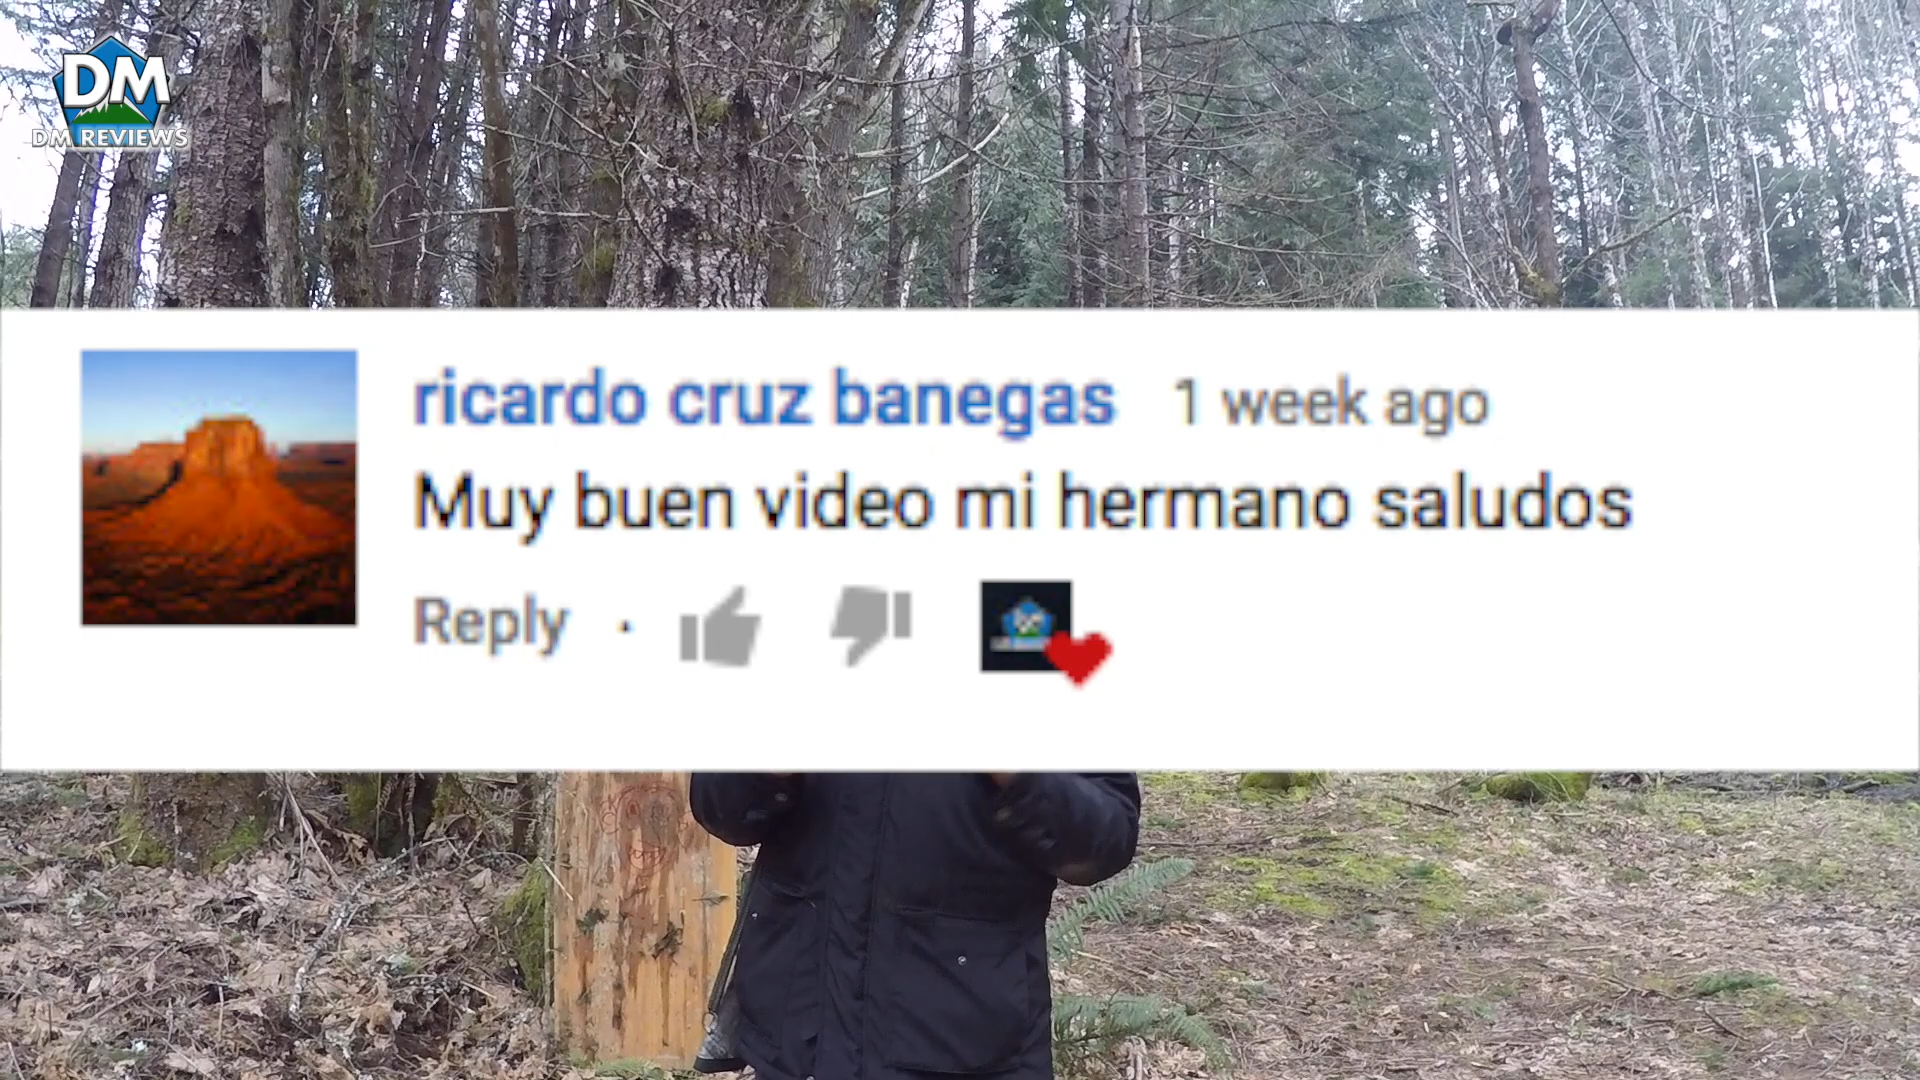 DM
DM REVIEWS
ricardo cruz banegas 1 week ago
Muy buen video mi hermano saludos
Reply